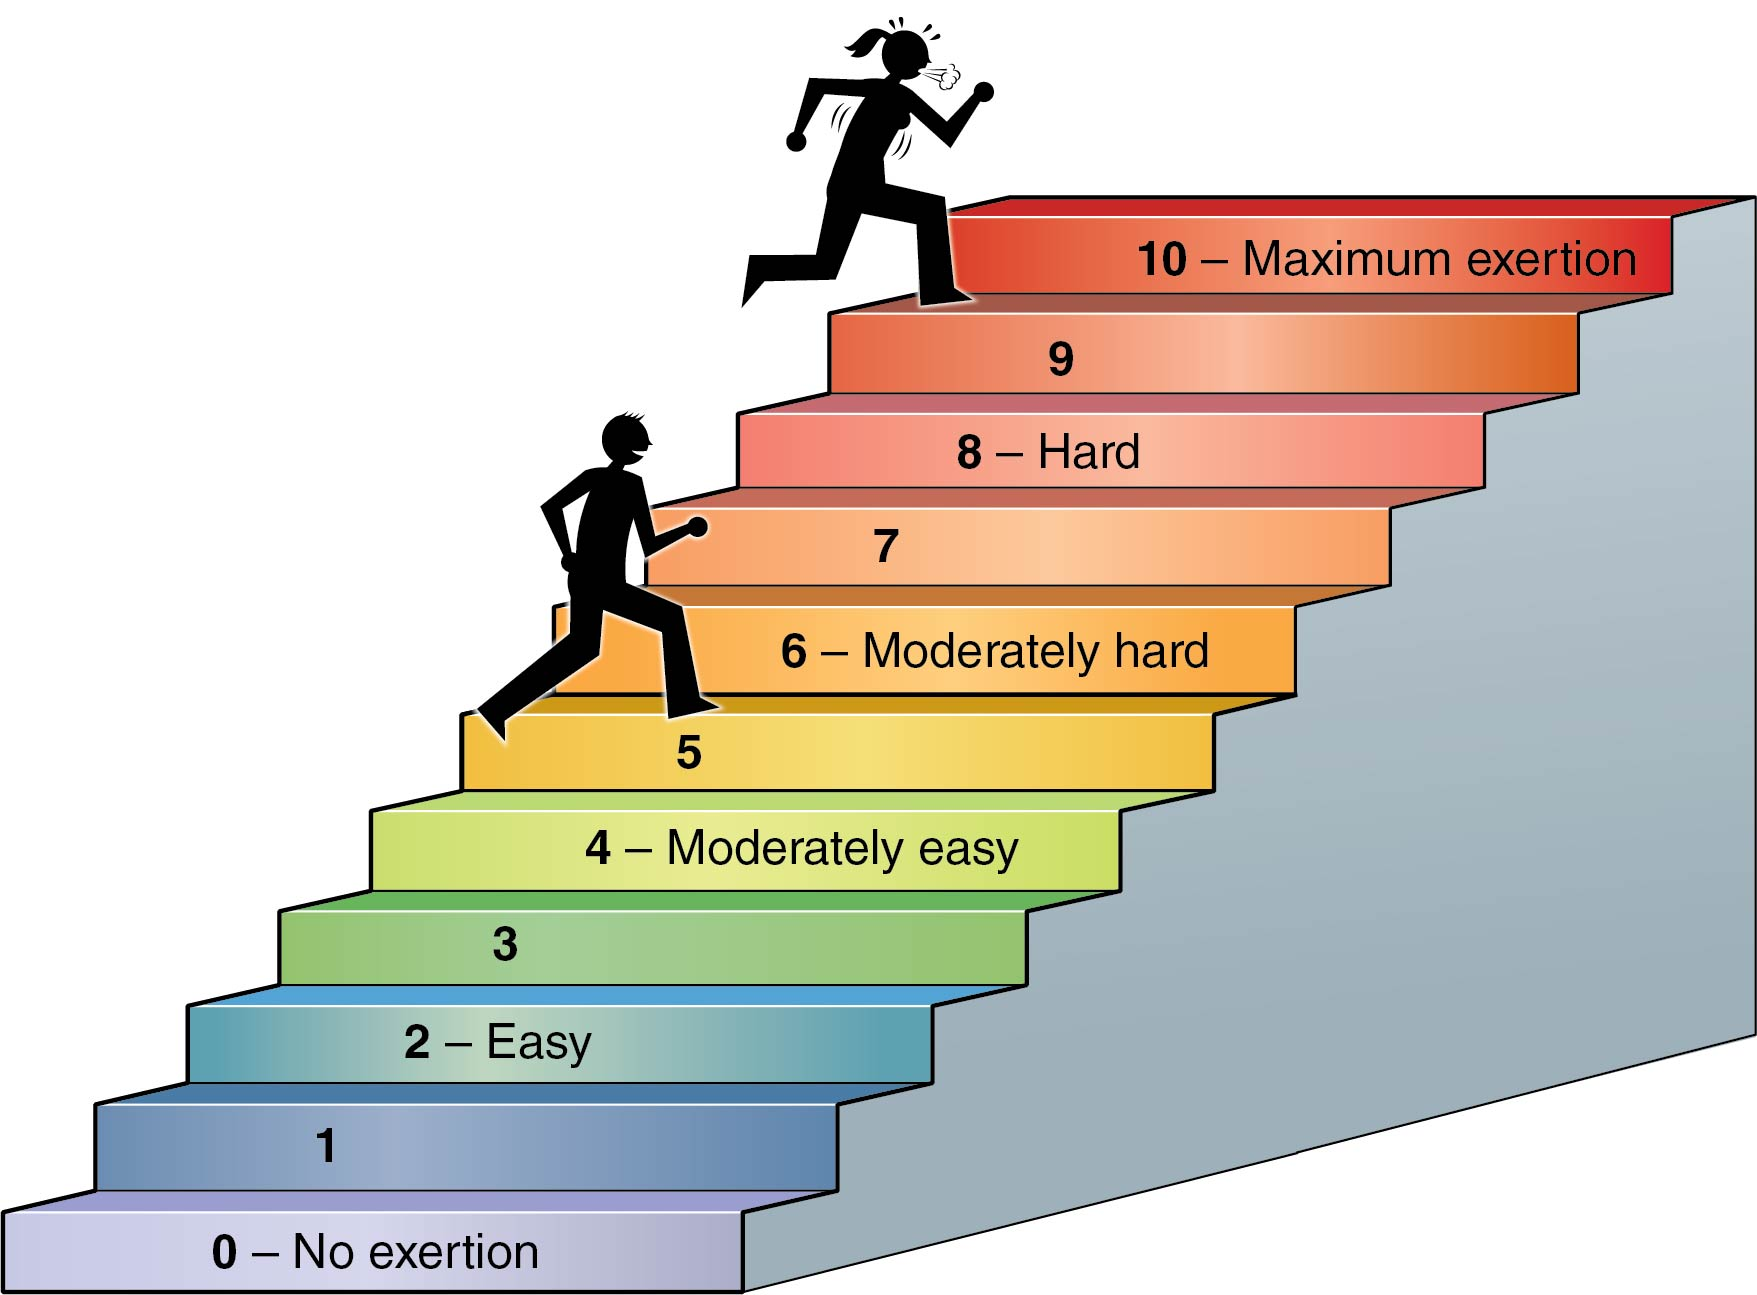 10 – Maximum exertion
9
8 – Hard
7
6 – Moderately hard
5
4 – Moderately easy
3
2 – Easy
1
0 – No exertion